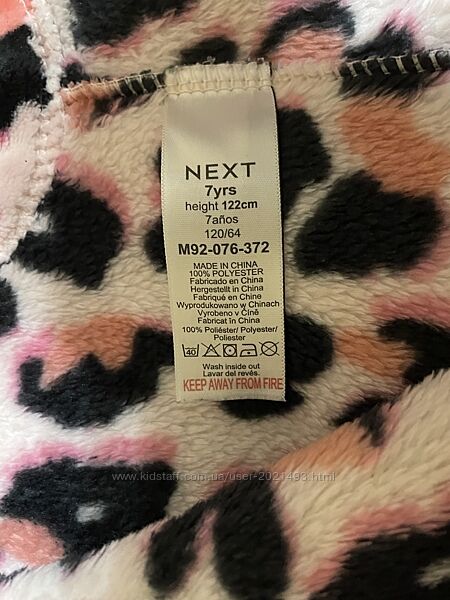 NEXT
7yrs
height 122cm
7años
120/64
M92-076-372
MADE IN CHINA
100% POLYESTER
Fabricado en China
Hergestellt in China
Fabriqué en Chine
Wyprodukowano w Chinach
Vyrobeno v Číně
Fabricat în China
100% Poliéster/ Polyester/
Poliester
40
Wash inside out
Lavar del revés.
KEEP AWAY FROM FIRE
www.kidstaff.com.ua/user-2021493.html